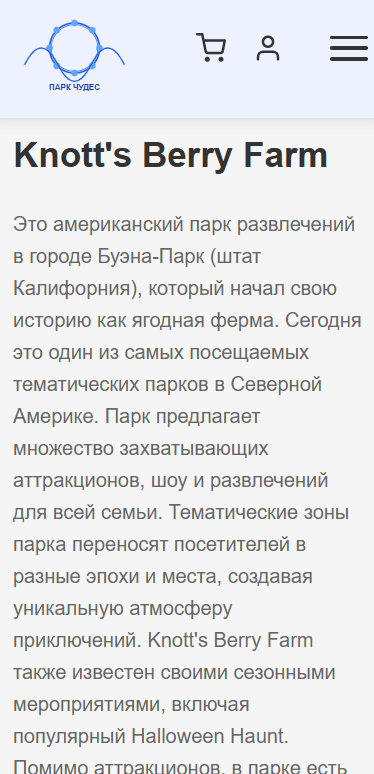 ПАРК ЧУДЕС
Knott's Berry Farm
Это американский парк развлечений
в городе Буэна-Парк (штат
Калифорния), который начал свою
историю как ягодная ферма. Сегодня
это один из самых посещаемых
тематических парков в Северной
Америке. Парк предлагает
множество захватывающих
аттракционов, шоу и развлечений
для всей семьи. Тематические зоны
парка переносят посетителей в
разные эпохи и места, создавая
уникальную атмосферу
приключений. Knott's Berry Farm
также известен своими сезонными
мероприятиями, включая
популярный Halloween Haunt.
Помимо аттракционов, в парке есть